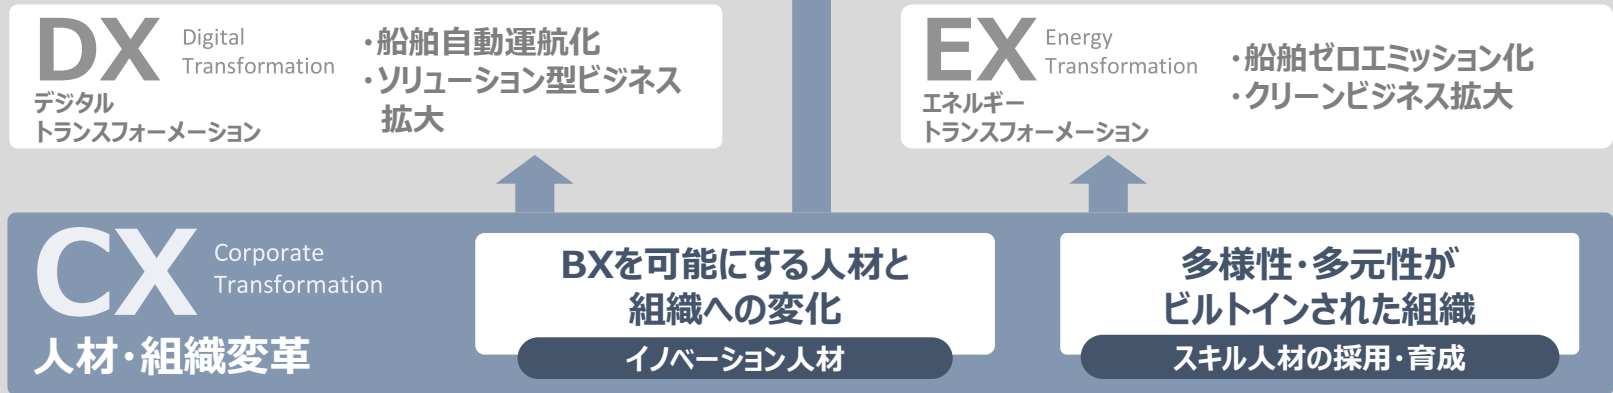 DX
Digital
Transformation
デジタル
トランスフォーメーション
・船舶自動運航化
・ソリューション型ビジネス
拡大
EX
Energy
Transformation
エネルギー
トランスフォーメーション
・船舶ゼロエミッション化
・クリーンビジネス拡大
CX
Corporate
Transformation
人材・組織変革
BXを可能にする人材と
組織への変化
イノベーション人材
多様性・多元性が
ビルトインされた組織
スキル人材の採用・育成